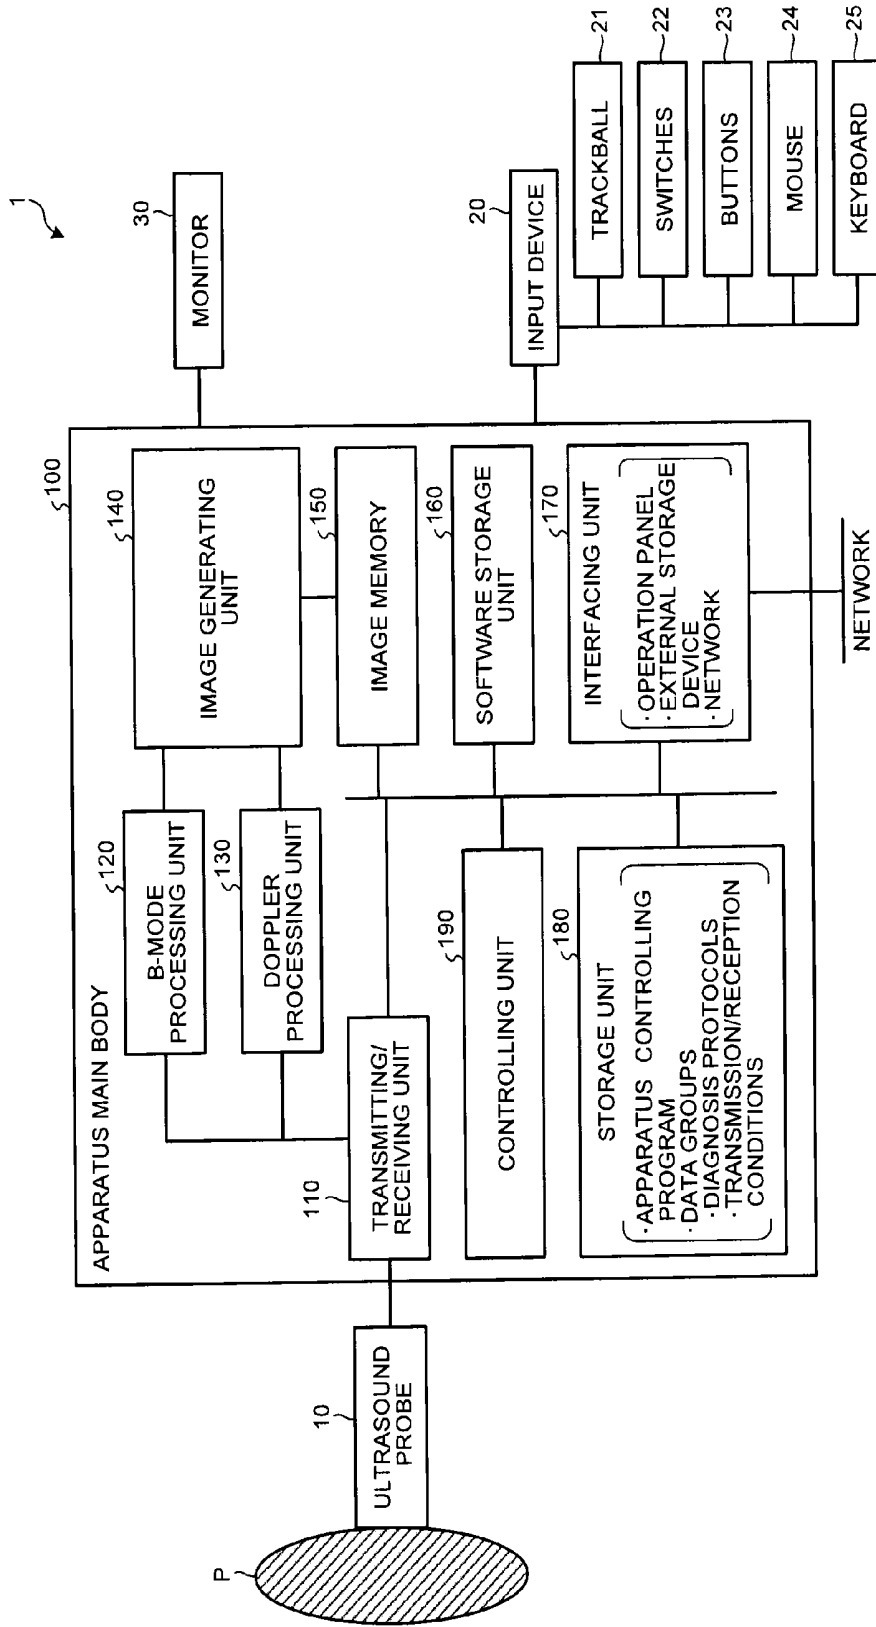 1
P
10
ULTRASOUND
PROBE
100
APPARATUS MAIN BODY
110
TRANSMITTING/
RECEIVING UNIT
120
B-MODE
PROCESSING UNIT
130
DOPPLER
PROCESSING UNIT
140
IMAGE GENERATING
UNIT
150
IMAGE MEMORY
160
SOFTWARE STORAGE
UNIT
170
INTERFACING UNIT
·OPERATION PANEL
·EXTERNAL STORAGE
DEVICE
·NETWORK
190
CONTROLLING UNIT
180
STORAGE UNIT
·APPARATUS CONTROLLING
PROGRAM
·DATA GROUPS
·DIAGNOSIS PROTOCOLS
·TRANSMISSION/RECEPTION
CONDITIONS
30
MONITOR
20
INPUT DEVICE
TRACKBALL
21
SWITCHES
22
BUTTONS
23
MOUSE
24
KEYBOARD
25
NETWORK